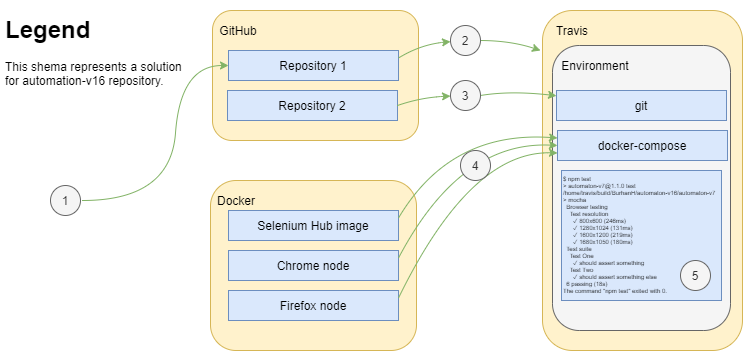 Legend
This shema represents a solution
for automation-v16 repository.
1
GitHub
Repository 1
Repository 2
2
3
4
Docker
Selenium Hub image
Chrome node
Firefox node
Travis
Environment
git
docker-compose
$ npm test
> automaton-v7@1.1.0 test
/home/travis/build/BurhanH/automaton-v16/automaton-v7
> mocha
Browser testing
Test resolution
✓ 800x600 (246ms)
✓ 1280x1024 (131ms)
✓ 1600x1200 (219ms)
✓ 1680x1050 (180ms)
Test suite
Test One
✓ should assert something
Test Two
✓ should assert something else
6 passing (18s)
The command "npm test" exited with 0.
5